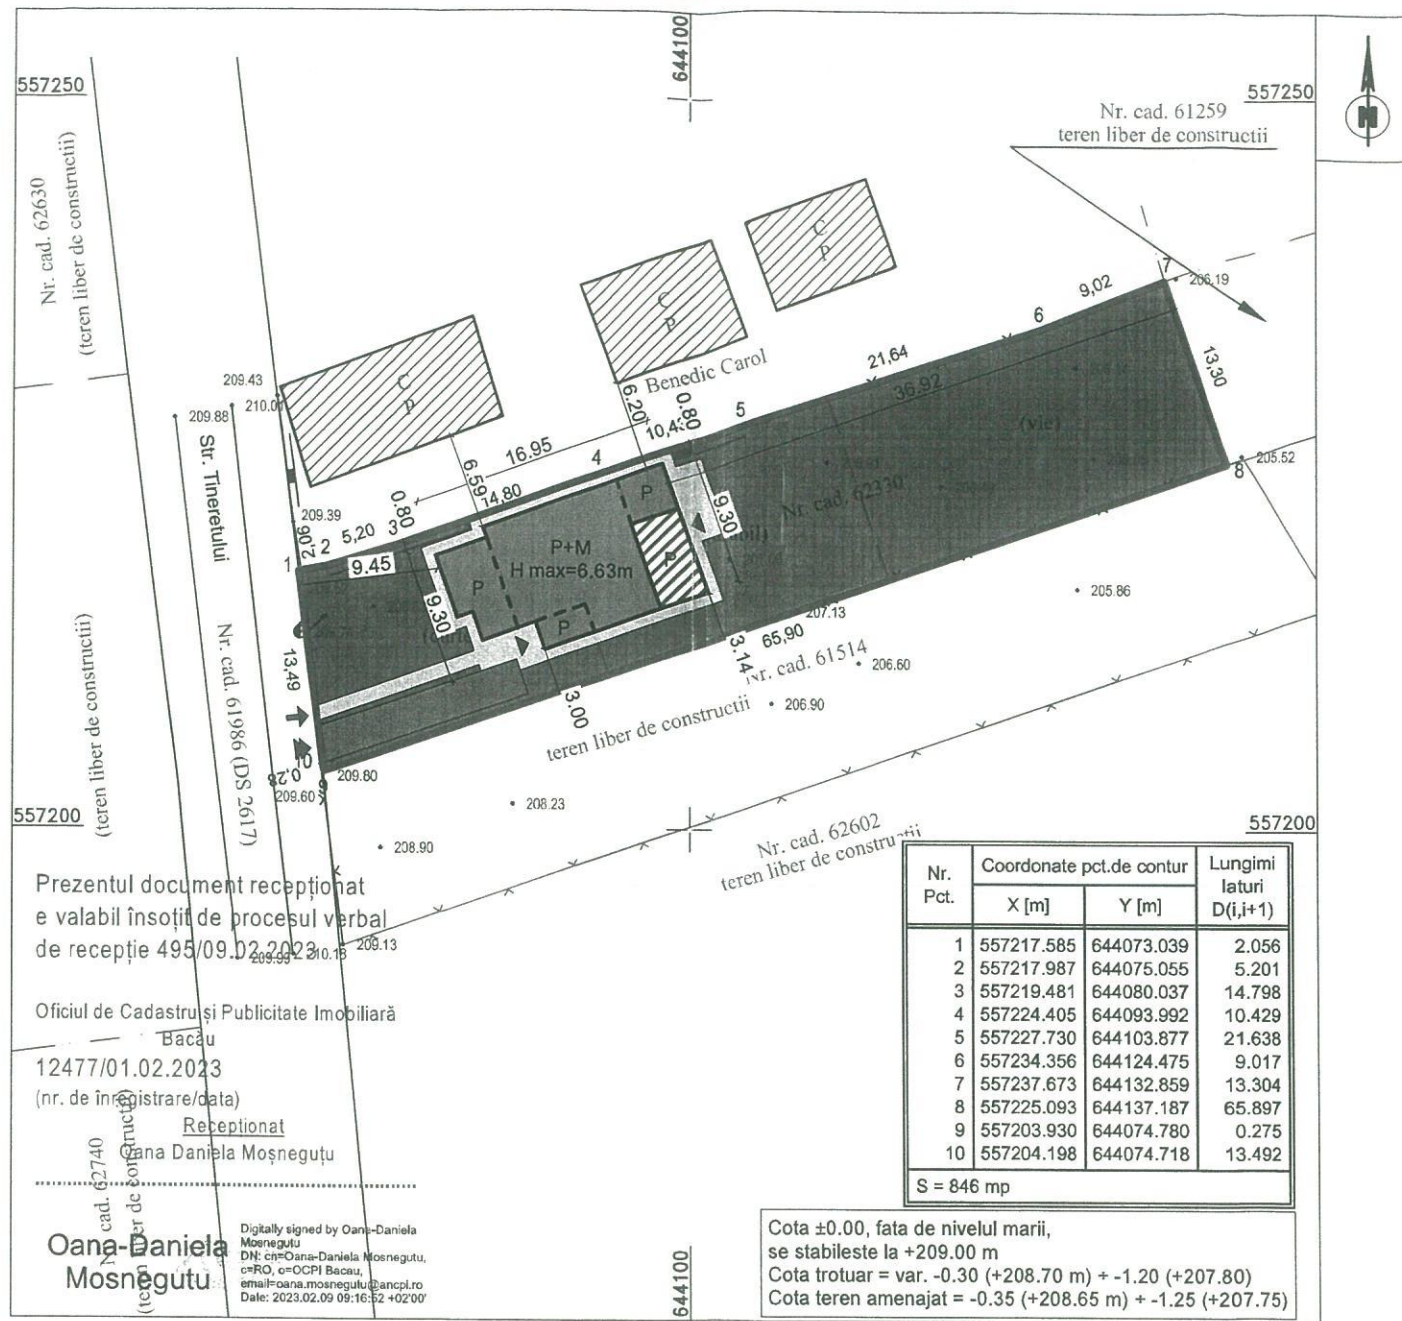 557250
644100
557250
Nr. cad. 61259
teren liber de constructii
N
Nr. cad. 62630
(teren liber de constructii)
C
P
C
P
C
P
Benedic Carol
7
206.19
9,02
6
21,64
36.92
13,30
5
0.80
6.20
16.95
4
6.59
14,80
0.80
3
5,20
2
2,06
1
9.45
209.43
210.01
209.88
209.39
Str. Tineretului
(vie)
8
205.52
Nr. cad. 62330
9.30
P
P
P+M
H max=6.63m
P
P
9.30
13,49
207.13
205.86
65,90
3.14
Nr. cad. 61514
206.60
3.00
teren liber de constructii
206.90
10
0,28
9
209.80
209.60
208.23
208.90
Nr. cad. 61986 (DS 2617)
(teren liber de constructii)
557200
557200
Nr. cad. 62602
teren liber de constructii
209.13
209.99
210.18
Prezentul document recepționat
e valabil însoțit de procesul verbal
de recepție 495/09.02.2023
Oficiul de Cadastru și Publicitate Imobiliară
Bacău
12477/01.02.2023
(nr. de înregistrare/data)
Recepționat
Oana Daniela Moșneguțu
Nr. cad. 62740
(teren liber de constructii)
Oana-Daniela
Mosnegutu
Digitally signed by Oana-Daniela
Mosnegutu
DN: cn=Oana-Daniela Mosnegutu,
c=RO, o=OCPI Bacau,
email=oana.mosnegutu@ancpi.ro
Date: 2023.02.09 09:16:52 +02'00'
644100
Nr. Pct. Coordonate pct.de contur Lungimi laturi D(i,i+1)
X [m] Y [m]
1 557217.585 644073.039 2.056
2 557217.987 644075.055 5.201
3 557219.481 644080.037 14.798
4 557224.405 644093.992 10.429
5 557227.730 644103.877 21.638
6 557234.356 644124.475 9.017
7 557237.673 644132.859 13.304
8 557225.093 644137.187 65.897
9 557203.930 644074.780 0.275
10 557204.198 644074.718 13.492
S = 846 mp
Cota ±0.00, fata de nivelul marii,
se stabileste la +209.00 m
Cota trotuar = var. -0.30 (+208.70 m) ÷ -1.20 (+207.80)
Cota teren amenajat = -0.35 (+208.65 m) ÷ -1.25 (+207.75)